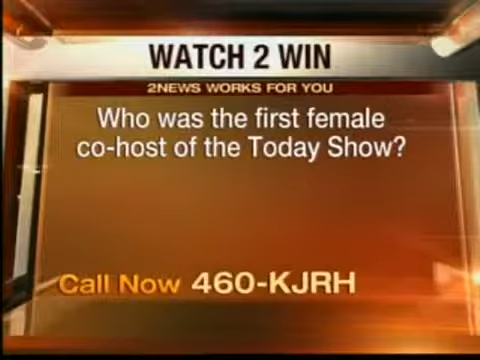 WATCH 2 WIN
2NEWS WORKS FOR YOU
Who was the first female
co-host of the Today Show?
Call Now 460-KJRH